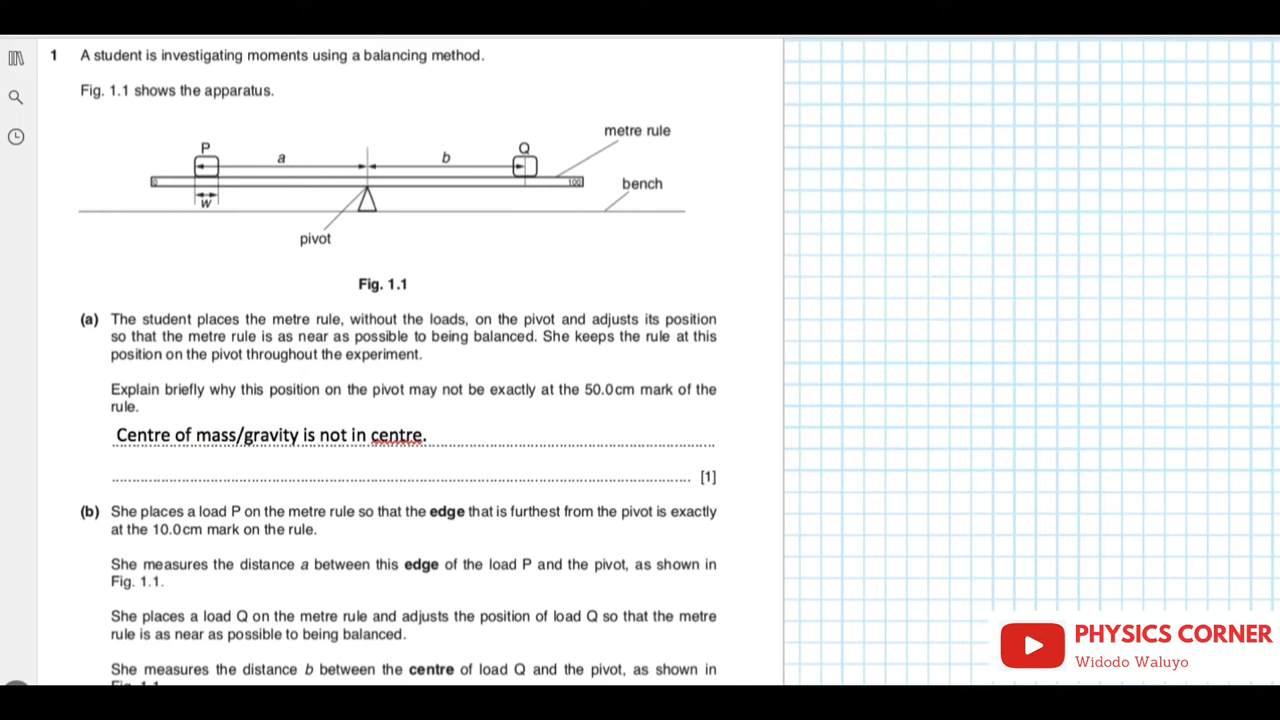 1 A student is investigating moments using a balancing method.
Fig. 1.1 shows the apparatus.
metre rule
P
a
b
Q
0
100
bench
w
pivot
Fig. 1.1
(a) The student places the metre rule, without the loads, on the pivot and adjusts its position
so that the metre rule is as near as possible to being balanced. She keeps the rule at this
position on the pivot throughout the experiment.
Explain briefly why this position on the pivot may not be exactly at the 50.0cm mark of the
rule.
Centre of mass/gravity is not in centre.
[1]
(b) She places a load P on the metre rule so that the edge that is furthest from the pivot is exactly
at the 10.0cm mark on the rule.
She measures the distance a between this edge of the load P and the pivot, as shown in
Fig. 1.1.
She places a load Q on the metre rule and adjusts the position of load Q so that the metre
rule is as near as possible to being balanced.
She measures the distance b between the centre of load Q and the pivot, as shown in
Fig. 1.1
PHYSICS CORNER
Widodo Waluyo